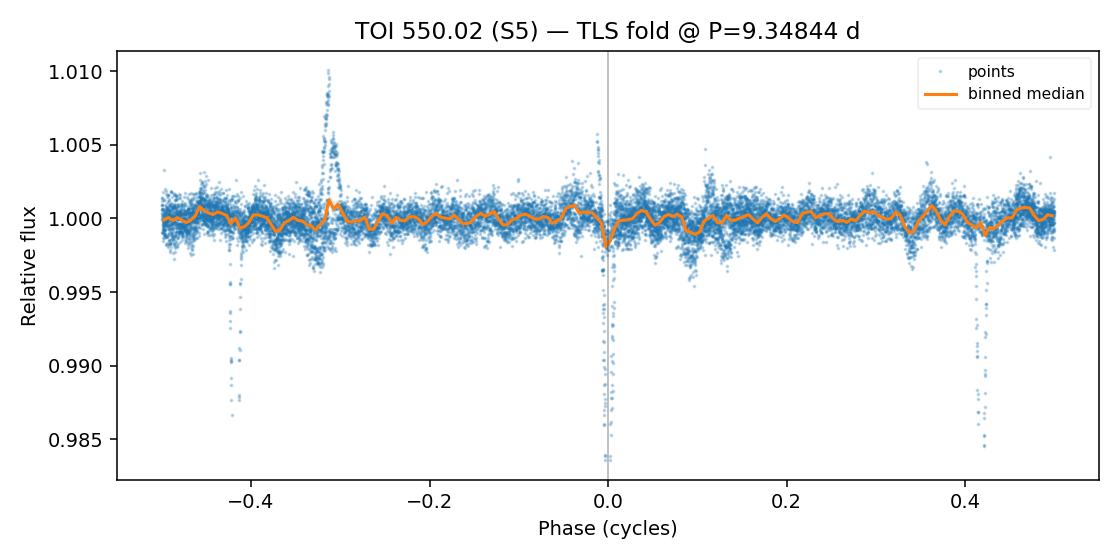 TOI 550.02 (S5) — TLS fold @ P=9.34844 d
points
binned median
1.010
1.005
1.000
0.995
0.990
0.985
Relative flux
−0.4
−0.2
0.0
0.2
0.4
Phase (cycles)